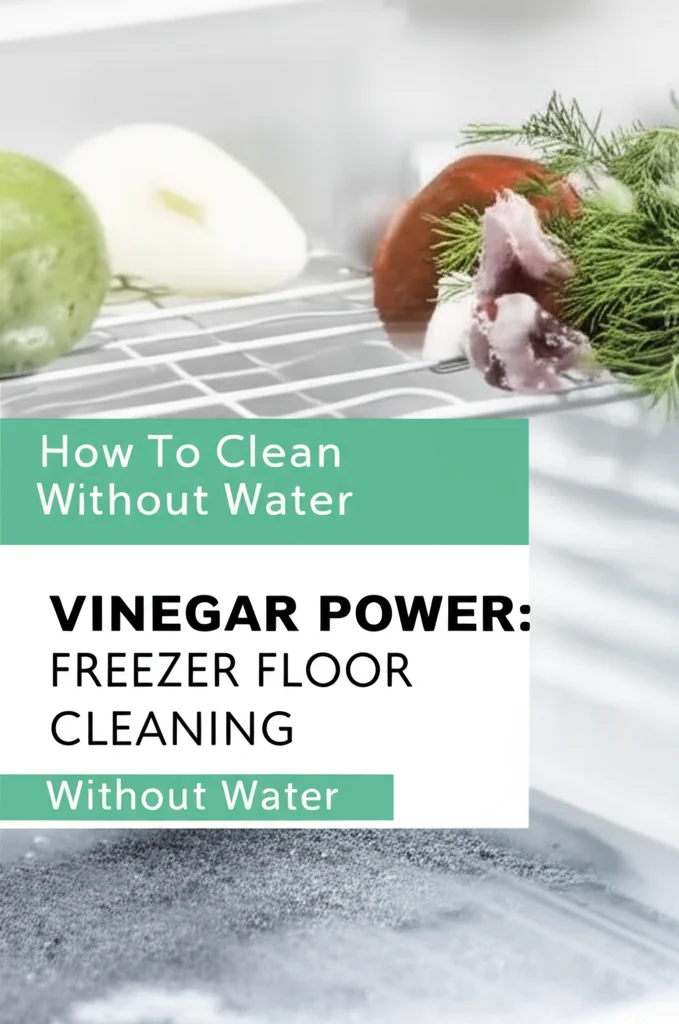 How To Clean
Without Water
VINEGAR POWER:
FREEZER FLOOR
CLEANING
Without Water